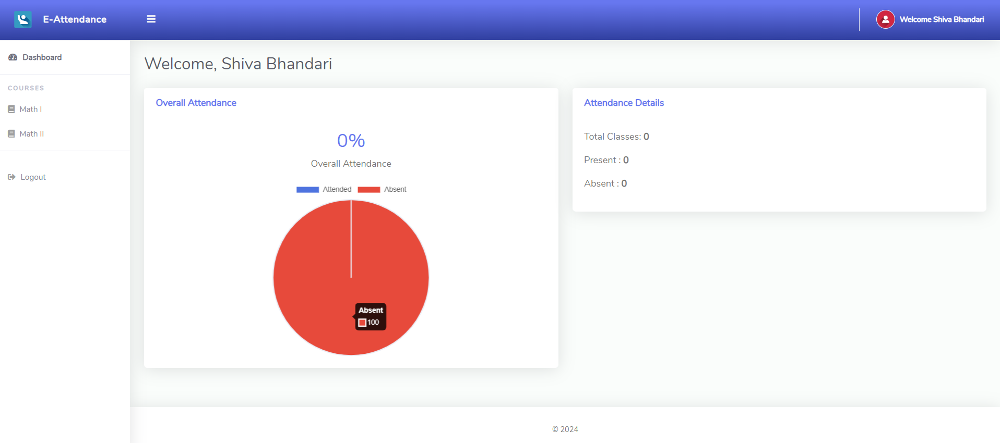 E-Attendance
Welcome Shiva Bhandari
Dashboard
COURSES
Math I
Math II
Logout
Welcome, Shiva Bhandari
Overall Attendance
0%
Overall Attendance
Attended Absent
Absent
100
Attendance Details
Total Classes: 0
Present : 0
Absent : 0
© 2024